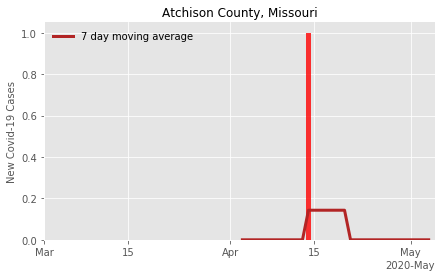 Atchison County, Missouri
7 day moving average
New Covid-19 Cases
1.0
0.8
0.6
0.4
0.2
0.0
Mar 15 Apr 15 May
2020-May